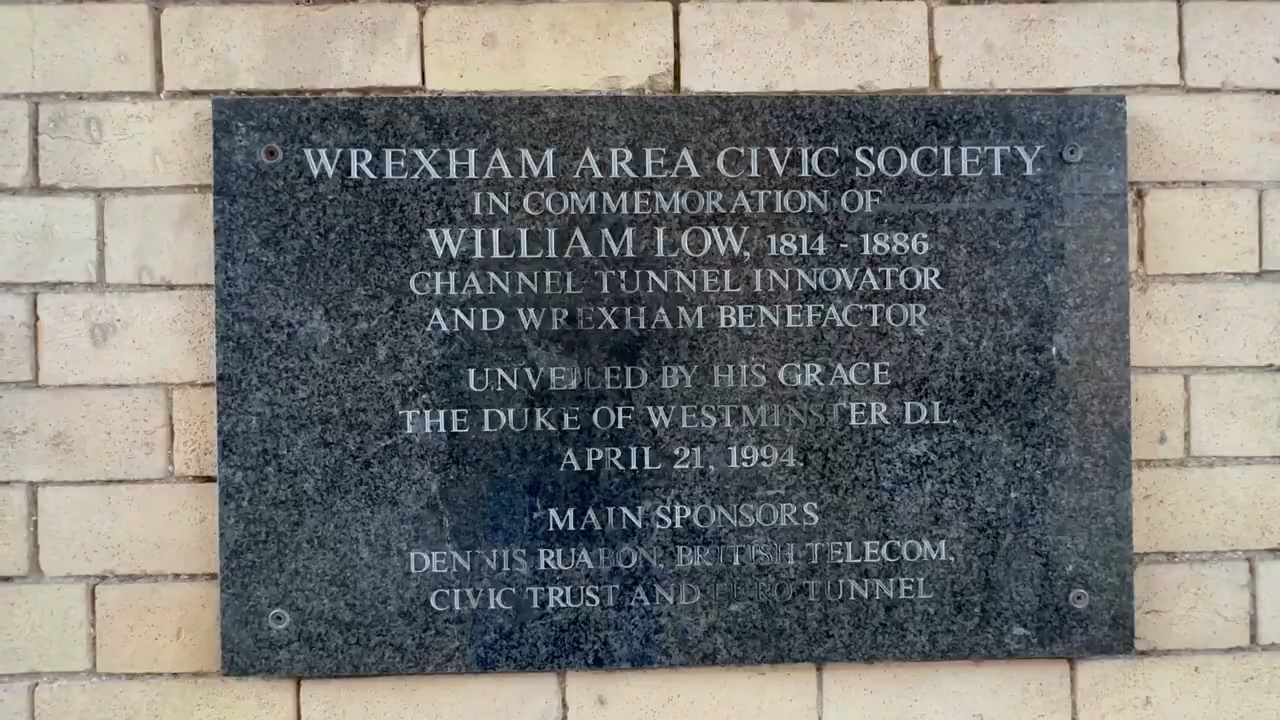 WREXHAM AREA CIVIC SOCIETY
IN COMMEMORATION OF
WILLIAM LOW, 1814 - 1886
CHANNEL TUNNEL INNOVATOR
AND WREXHAM BENEFACTOR
UNVEILED BY HIS GRACE
THE DUKE OF WESTMINSTER D.L.
APRIL 21, 1994.
MAIN SPONSORS
DENNIS RUABON, BRITISH TELECOM,
CIVIC TRUST AND EURO TUNNEL